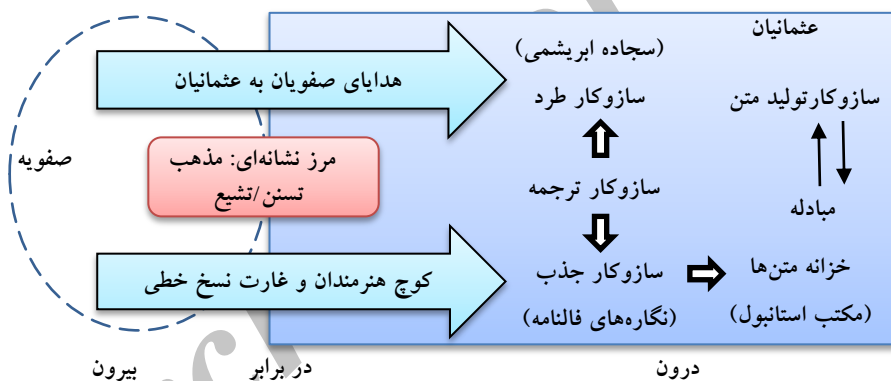 عثمانیان
(سجاده ابریشمی)
هدایای صفویان به عثمانیان
سازوکارتولید متن
سازوکار طرد
صفویه
مرز نشانه‌ای: مذهب
تسنن/تشیع
سازوکار ترجمه
مبادله
خزانه متن‌ها
سازوکار جذب
کوچ هنرمندان و غارت نسخ خطی
(مکتب استانبول)
(نگاره‌های فالنامه)
درون
در برابر
بیرون